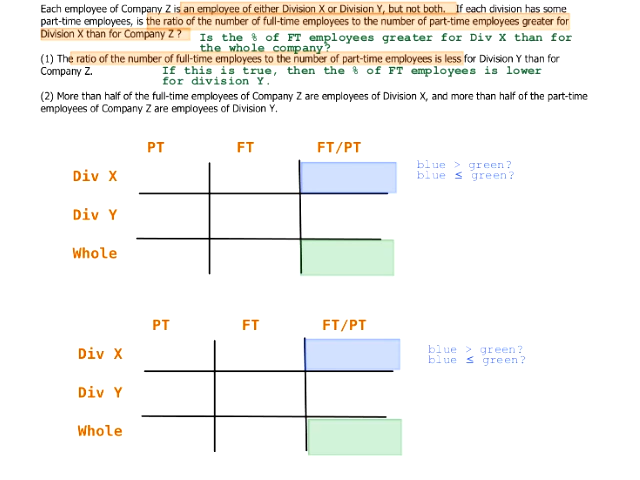 Each employee of Company Z is an employee of either Division X or Division Y, but not both. If each division has some
part-time employees, is the ratio of the number of full-time employees to the number of part-time employees greater for
Division X than for Company Z ?
Is the % of FT employees greater for Div X than for
the whole company?
(1) The ratio of the number of full-time employees to the number of part-time employees is less for Division Y than for
Company Z.
If this is true, then the % of FT employees is lower
for division Y.
(2) More than half of the full-time employees of Company Z are employees of Division X, and more than half of the part-time
employees of Company Z are employees of Division Y.
PT FT FT/PT
blue > green?
blue ≤ green?
Div X
Div Y
Whole
PT FT FT/PT
blue > green?
blue ≤ green?
Div X
Div Y
Whole